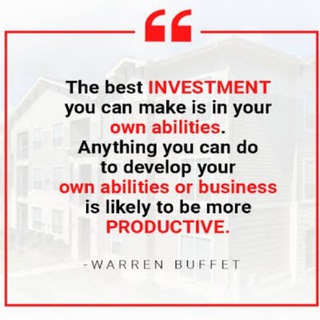 The best INVESTMENT
you can make is in your
own abilities.
Anything you can do
to develop your
own abilities or business
is likely to be more
PRODUCTIVE.
-WARREN BUFFET